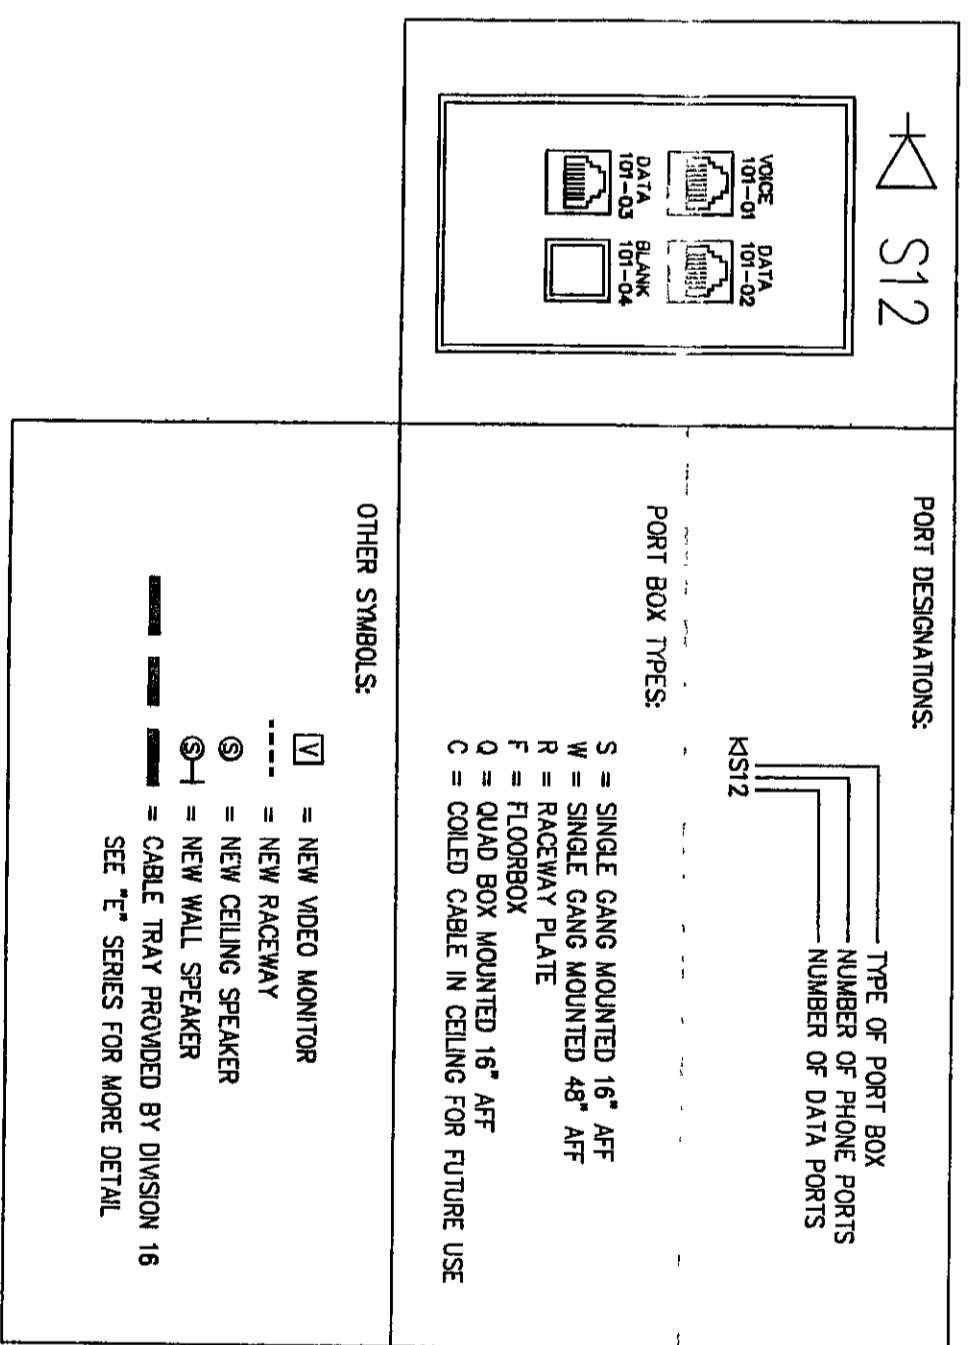 S12
VOICE
101-01
DATA
101-02
DATA
101-03
BLANK
101-04
PORT DESIGNATIONS:
S12
TYPE OF PORT BOX
NUMBER OF PHONE PORTS
NUMBER OF DATA PORTS
PORT BOX TYPES:
S = SINGLE GANG MOUNTED 16" AFF
W = SINGLE GANG MOUNTED 48" AFF
R = RACEWAY PLATE
F = FLOORBOX
Q = QUAD BOX MOUNTED 16" AFF
C = COILED CABLE IN CEILING FOR FUTURE USE
OTHER SYMBOLS:
V = NEW VIDEO MONITOR
= NEW RACEWAY
S = NEW CEILING SPEAKER
S = NEW WALL SPEAKER
= CABLE TRAY PROVIDED BY DIVISION 16
SEE "E" SERIES FOR MORE DETAIL